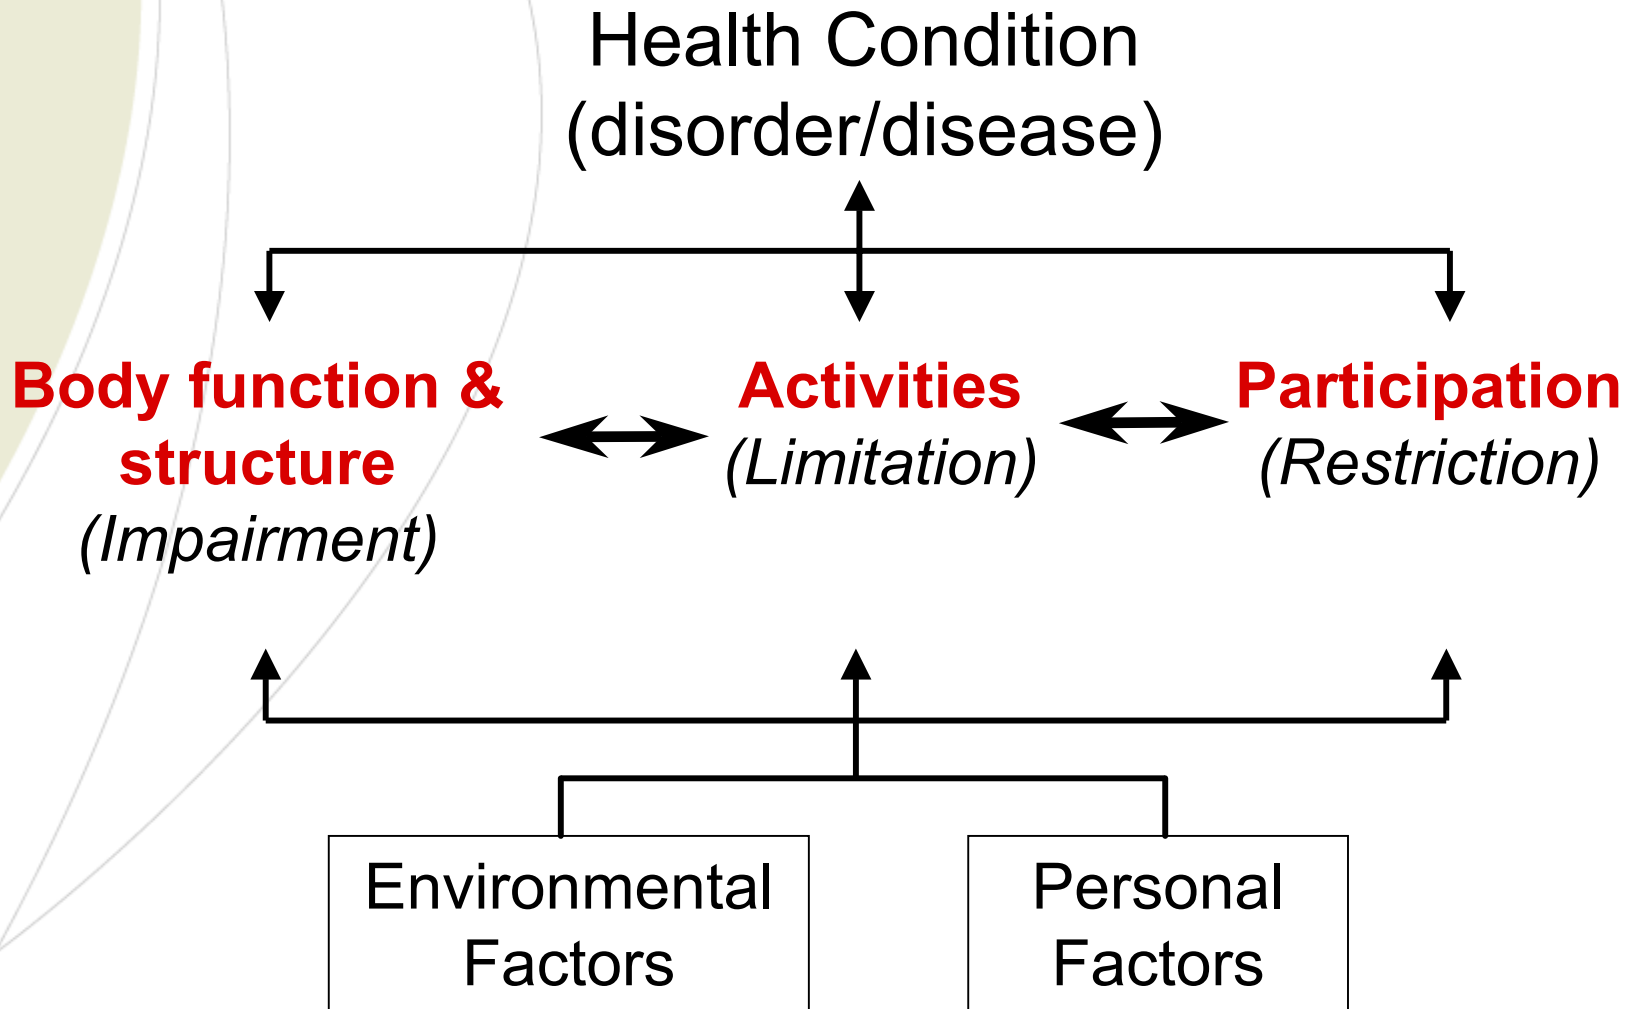 Health Condition
(disorder/disease)
Body function &
structure
(Impairment)
Activities
(Limitation)
Participation
(Restriction)
Environmental
Factors
Personal
Factors